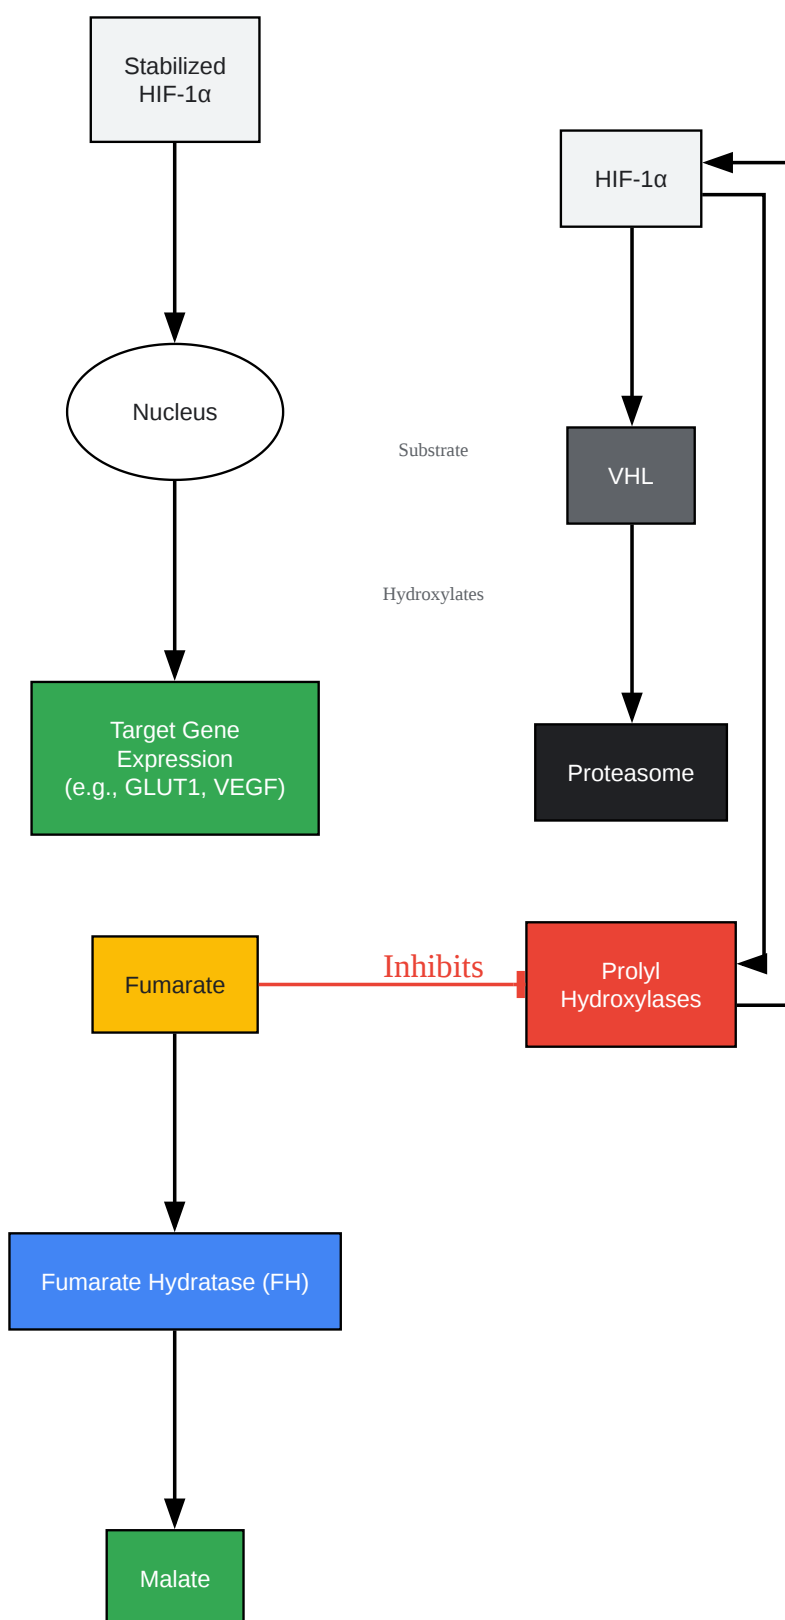 Stabilized
HIF-1α
HIF-1α
Nucleus
Substrate
VHL
Hydroxylates
Target Gene
Expression
(e.g., GLUT1, VEGF)
Proteasome
Fumarate
Inhibits
Prolyl
Hydroxylases
Fumarate Hydratase (FH)
Malate